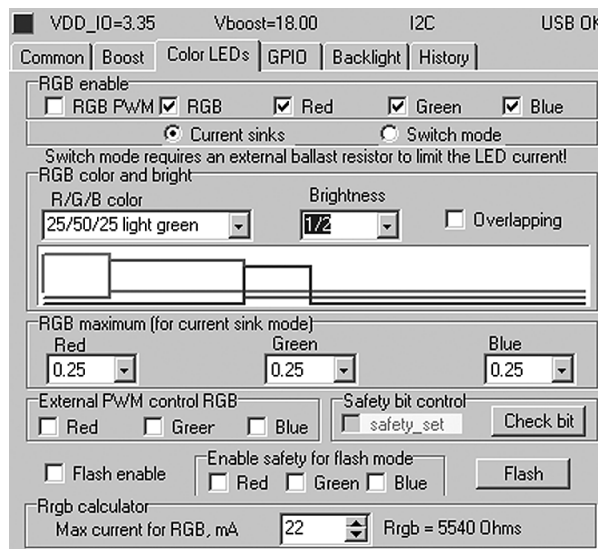 VDD_IO=3.35 Vboost=18.00 I2C USB OK
Common Boost Color LEDs GPIO Backlight History
RGB enable
RGB PWM RGB Red Green Blue
Current sinks Switch mode
Switch mode requires an external ballast resistor to limit the LED current!
RGB color and bright
R/G/B color Brightness
25/50/25 light green 1/2 Overlapping
RGB maximum (for current sink mode)
Red Green Blue
0.25 0.25 0.25
External PWM control RGB Safety bit control
Red Greer Blue safety_set Check bit
Flash enable Enable safety for flash mode Flash
Red Green Blue
Rrgb calculator
Max current for RGB, mA 22 Rrgb = 5540 Ohms